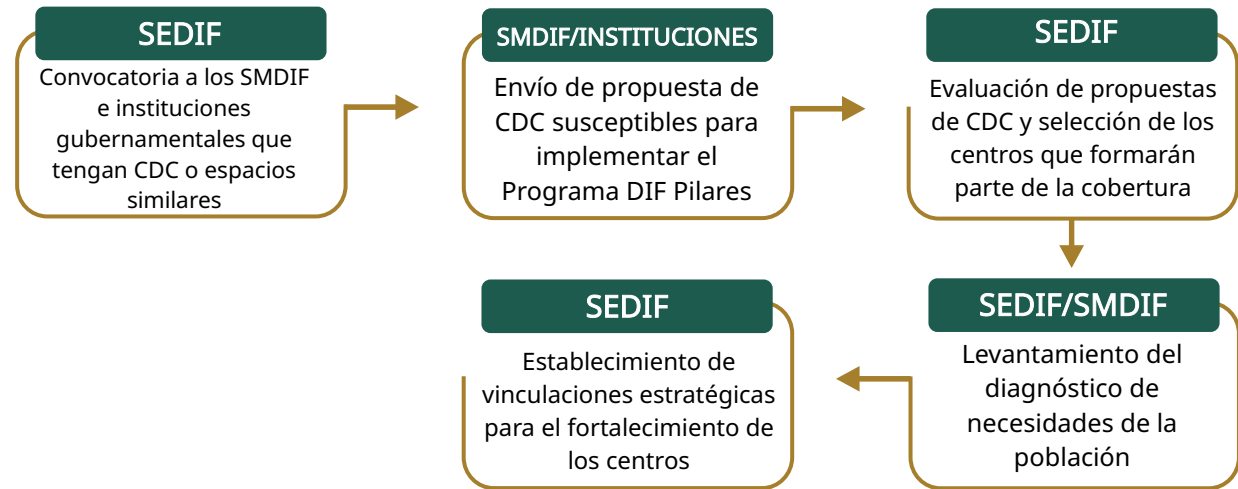 SEDIF
Convocatoria a los SMDIF
e instituciones
gubernamentales que
tengan CDC o espacios
similares
SMDIF/INSTITUCIONES
Envío de propuesta de
CDC susceptibles para
implementar el
Programa DIF Pilares
SEDIF
Evaluación de propuestas
de CDC y selección de los
centros que formarán
parte de la cobertura
SEDIF/SMDIF
Levantamiento del
diagnóstico de
necesidades de la
población
SEDIF
Establecimiento de
vinculaciones estratégicas
para el fortalecimiento de
los centros